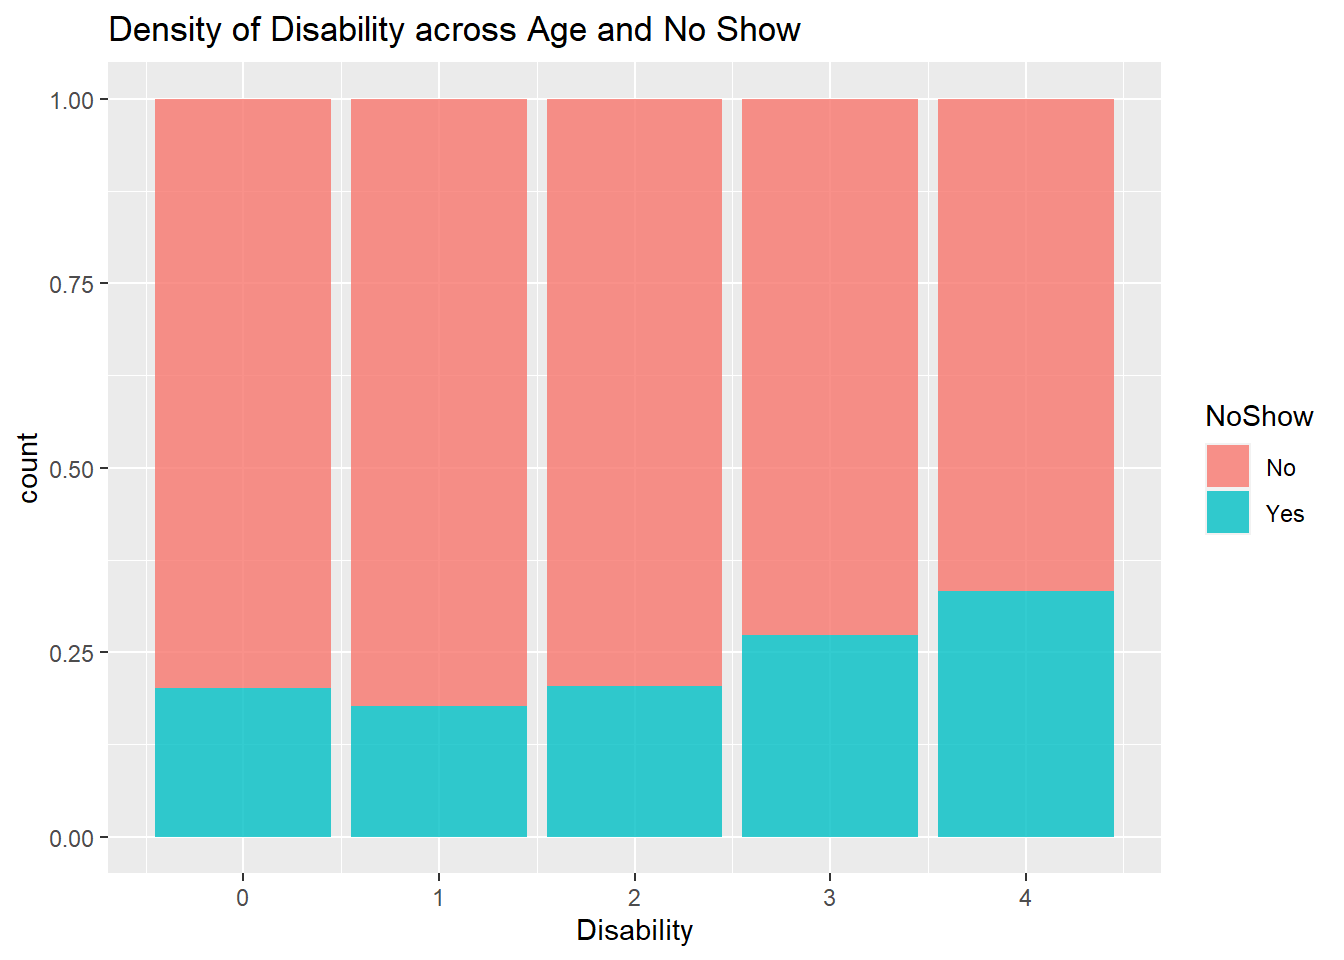 Density of Disability across Age and No Show
1.00
0.75
0.50
0.25
0.00
count
0 1 2 3 4
Disability
NoShow
No
Yes